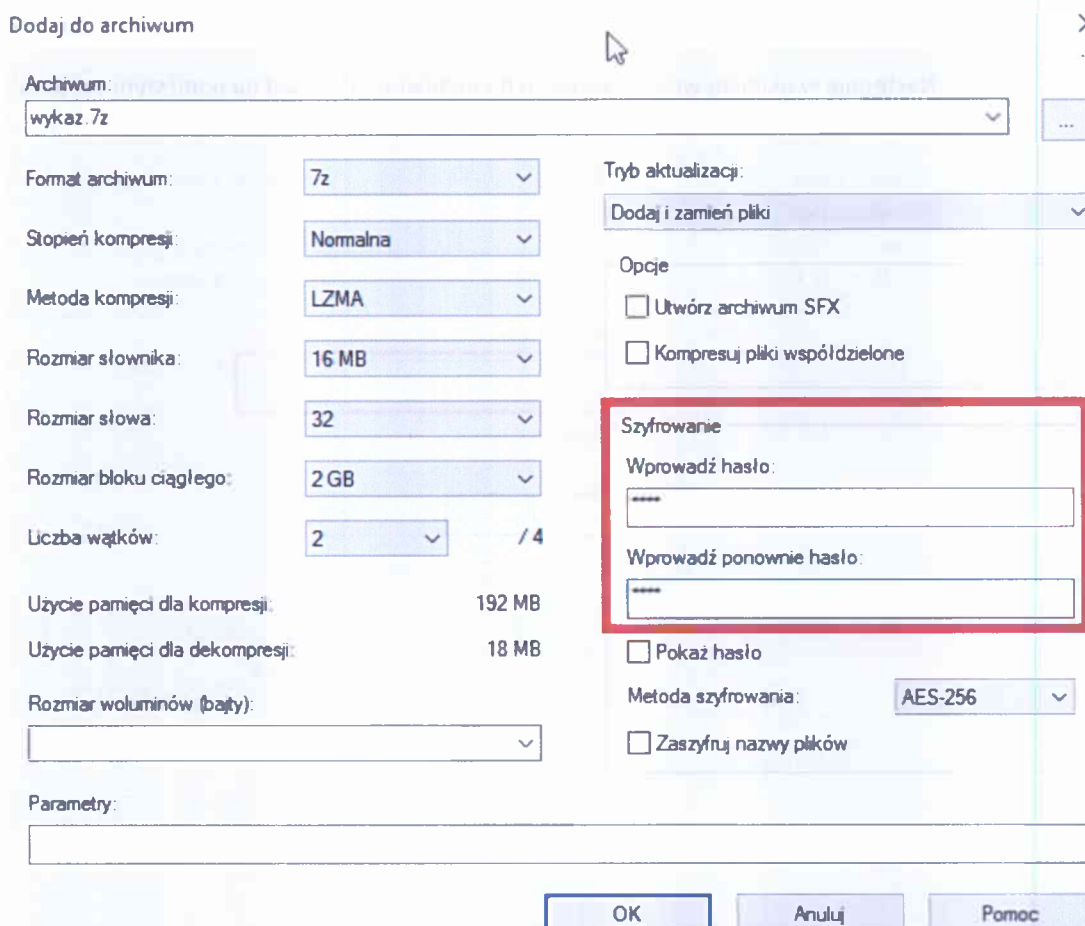 Dodaj do archiwum
Archiwum:
wykaz.7z
...
Format archiwum: 7z
Stopień kompresji: Normalna
Metoda kompresji: LZMA
Rozmiar słownika: 16 MB
Rozmiar słowa: 32
Rozmiar bloku ciągłego: 2 GB
Liczba wątków: 2 / 4
Użycie pamięci dla kompresji: 192 MB
Użycie pamięci dla dekompresji: 18 MB
Rozmiar woluminów (bajty):
Tryb aktualizacji:
Dodaj i zamień pliki
Opcje
Utwórz archiwum SFX
Kompresuj pliki współdzielone
Szyfrowanie
Wprowadź hasło:
****
Wprowadź ponownie hasło:
****
Pokaż hasło
Metoda szyfrowania: AES-256
Zaszyfruj nazwy plików
Parametry:
OK Anuluj Pomoc